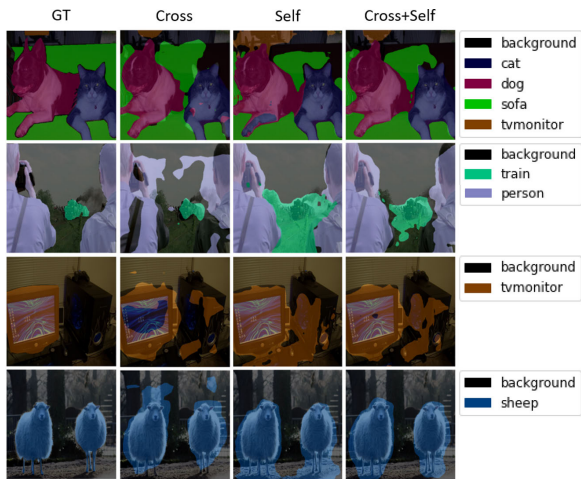 GT Cross Self Cross+Self
background
cat
dog
sofa
tvmonitor
background
train
person
background
tvmonitor
background
sheep